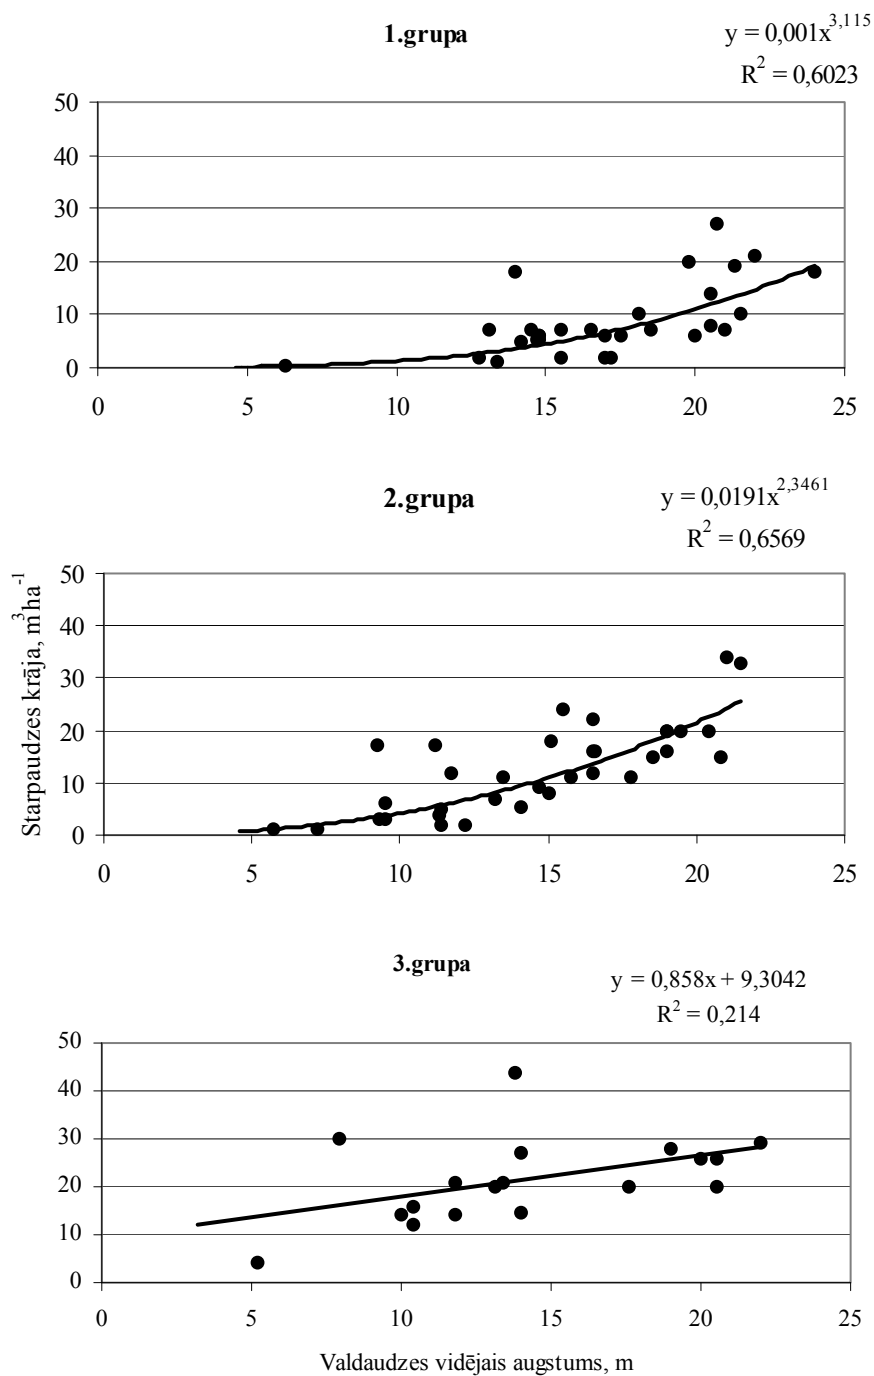 1.grupa
y = 0,001x^3,115
R^2 = 0,6023
50
40
30
20
10
0
0 5 10 15 20 25
2.grupa
y = 0,0191x^2,3461
R^2 = 0,6569
Starpaudzes krāja, m^3ha^-1
50
40
30
20
10
0
0 5 10 15 20 25
3.grupa
y = 0,858x + 9,3042
R^2 = 0,214
50
40
30
20
10
0
0 5 10 15 20 25
Valdaudzes vidējais augstums, m